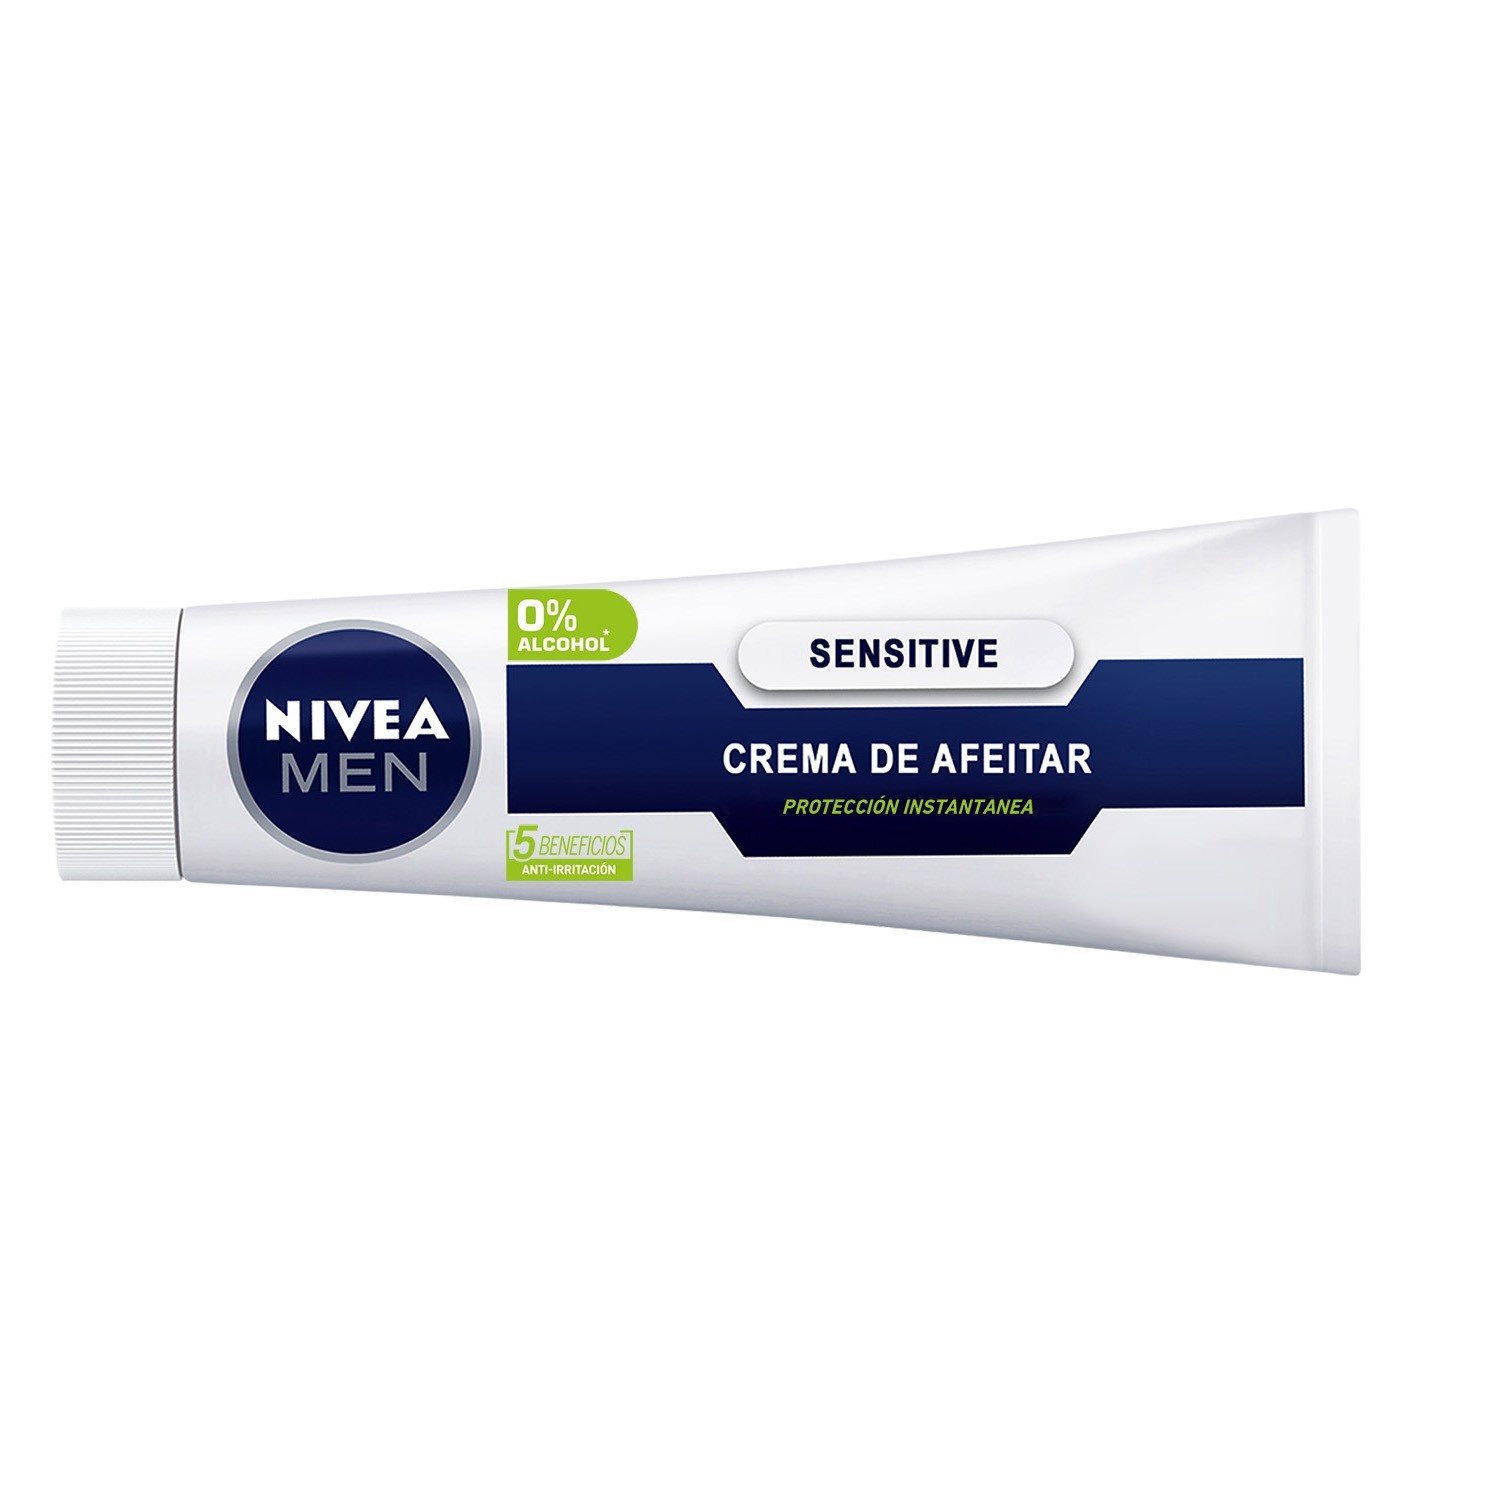 NIVEA
MEN
0%
ALCOHOL*
SENSITIVE
CREMA DE AFEITAR
PROTECCIÓN INSTANTANEA
5 BENEFICIOS
ANTI-IRRITACIÓN